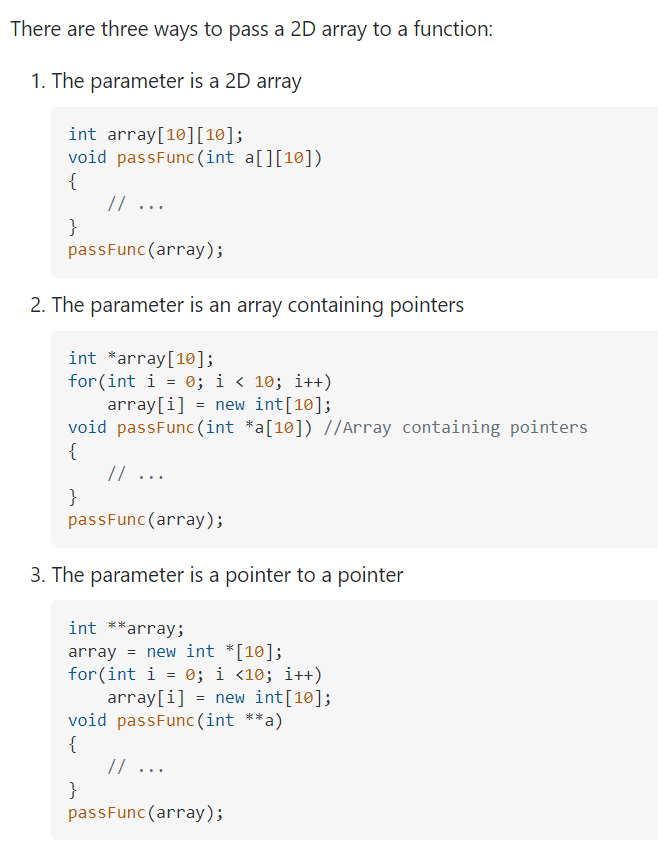 There are three ways to pass a 2D array to a function:
1. The parameter is a 2D array
int array[10][10];
void passFunc(int a[][10])
{
    // ...
}
passFunc(array);
2. The parameter is an array containing pointers
int *array[10];
for(int i = 0; i < 10; i++)
    array[i] = new int[10];
void passFunc(int *a[10]) //Array containing pointers
{
    // ...
}
passFunc(array);
3. The parameter is a pointer to a pointer
int **array;
array = new int *[10];
for(int i = 0; i <10; i++)
    array[i] = new int[10];
void passFunc(int **a)
{
    // ...
}
passFunc(array);